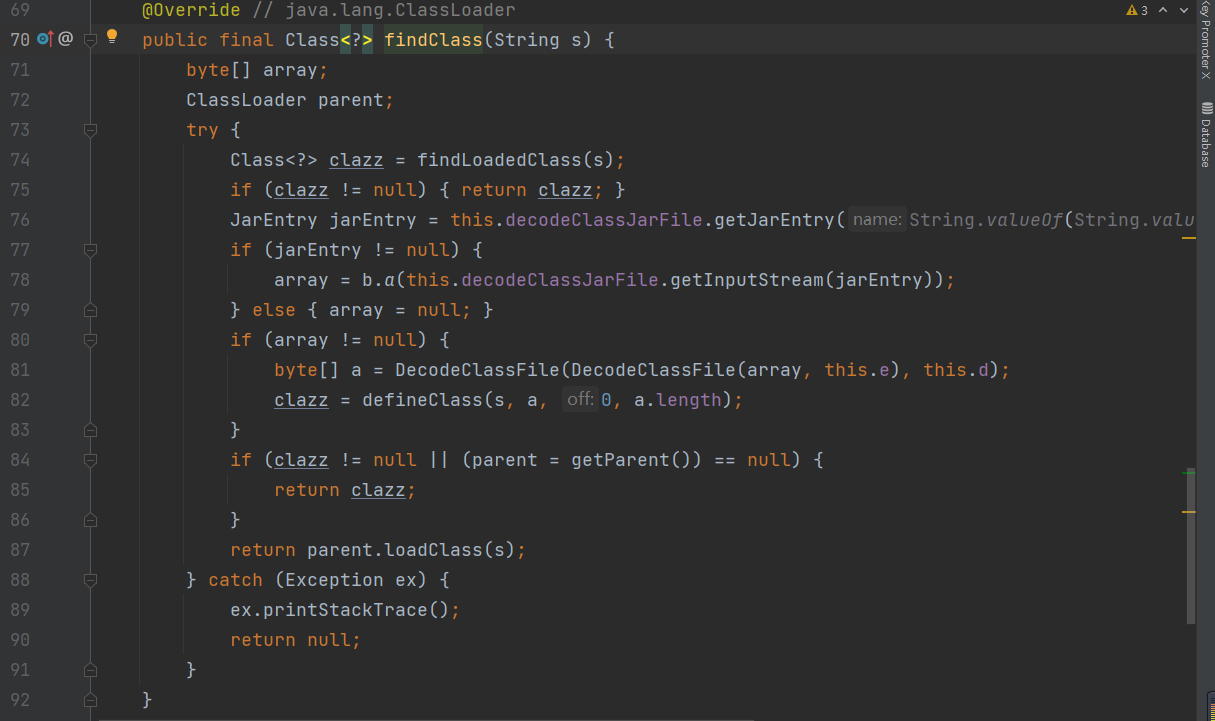 69 @Override // java.lang.ClassLoader
3
70 @ public final Class<?> findClass(String s) {
71 byte[] array;
72 ClassLoader parent;
73 try {
74 Class<?> clazz = findLoadedClass(s);
75 if (clazz != null) { return clazz; }
76 JarEntry jarEntry = this.decodeClassJarFile.getJarEntry( name: String.valueOf(String.valu
77 if (jarEntry != null) {
78 array = b.a(this.decodeClassJarFile.getInputStream(jarEntry));
79 } else { array = null; }
80 if (array != null) {
81 byte[] a = DecodeClassFile(DecodeClassFile(array, this.e), this.d);
82 clazz = defineClass(s, a, off: 0, a.length);
83 }
84 if (clazz != null || (parent = getParent()) == null) {
85 return clazz;
86 }
87 return parent.loadClass(s);
88 } catch (Exception ex) {
89 ex.printStackTrace();
90 return null;
91 }
92 }
Key Promoter X
Database